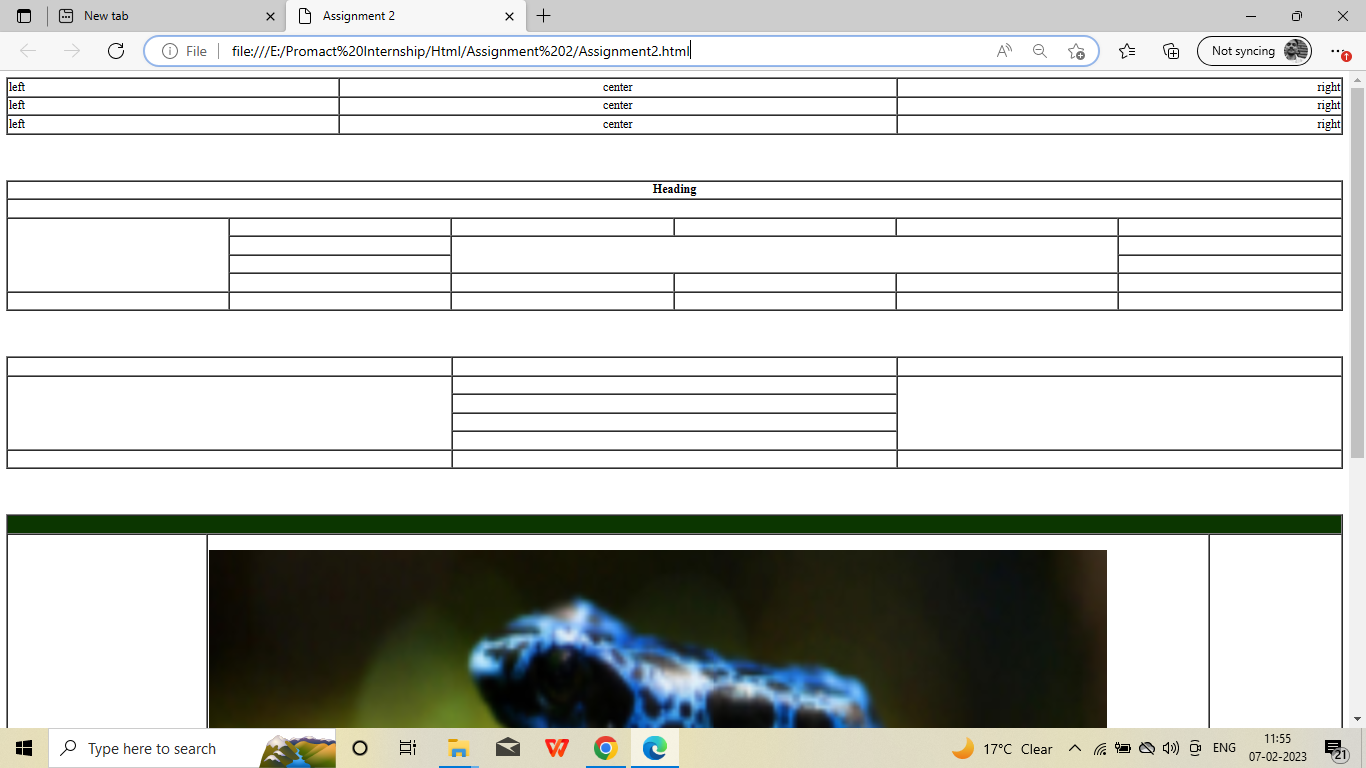 New tab
Assignment 2
File
file:///E:/Promact%20Internship/Html/Assignment%202/Assignment2.html
Not syncing
left center right
left center right
left center right
Heading
Type here to search
17°C Clear
ENG
11:55
07-02-2023
21